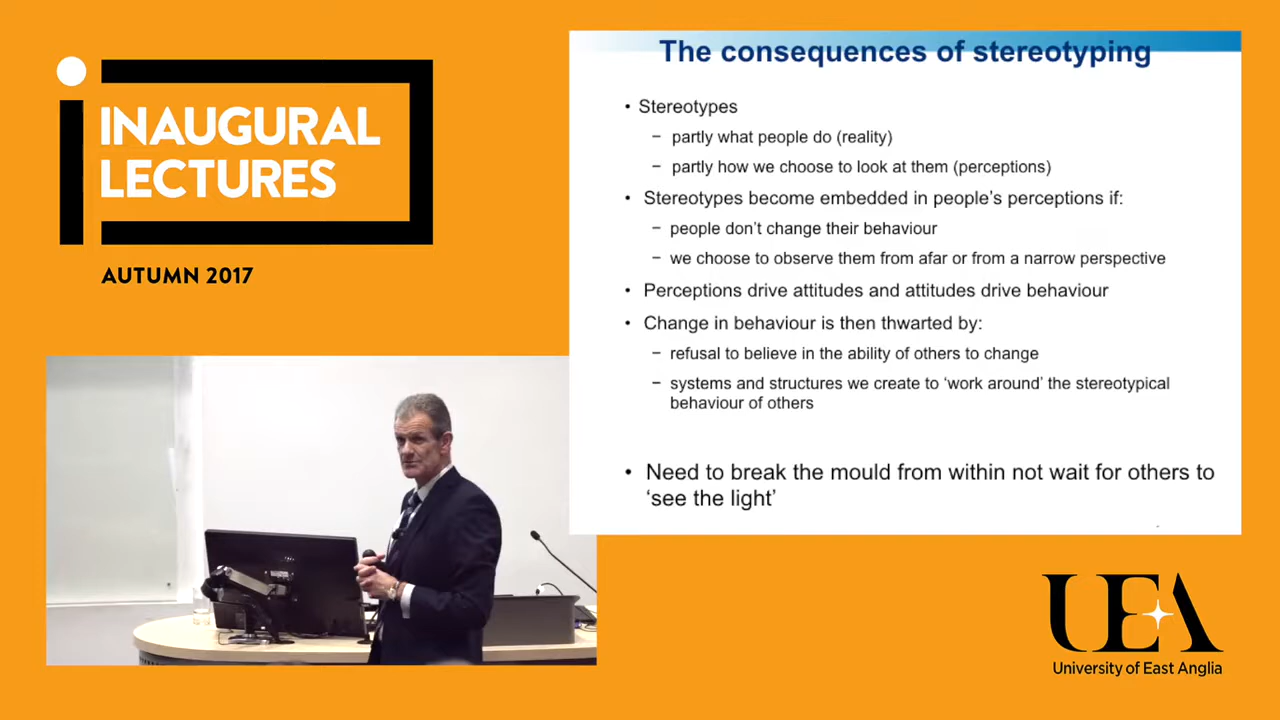 INAUGURAL
LECTURES
AUTUMN 2017
The consequences of stereotyping
• Stereotypes
– partly what people do (reality)
– partly how we choose to look at them (perceptions)
• Stereotypes become embedded in people's perceptions if:
– people don't change their behaviour
– we choose to observe them from afar or from a narrow perspective
• Perceptions drive attitudes and attitudes drive behaviour
• Change in behaviour is then thwarted by:
– refusal to believe in the ability of others to change
– systems and structures we create to 'work around' the stereotypical
behaviour of others
• Need to break the mould from within not wait for others to
'see the light'
UEA
University of East Anglia